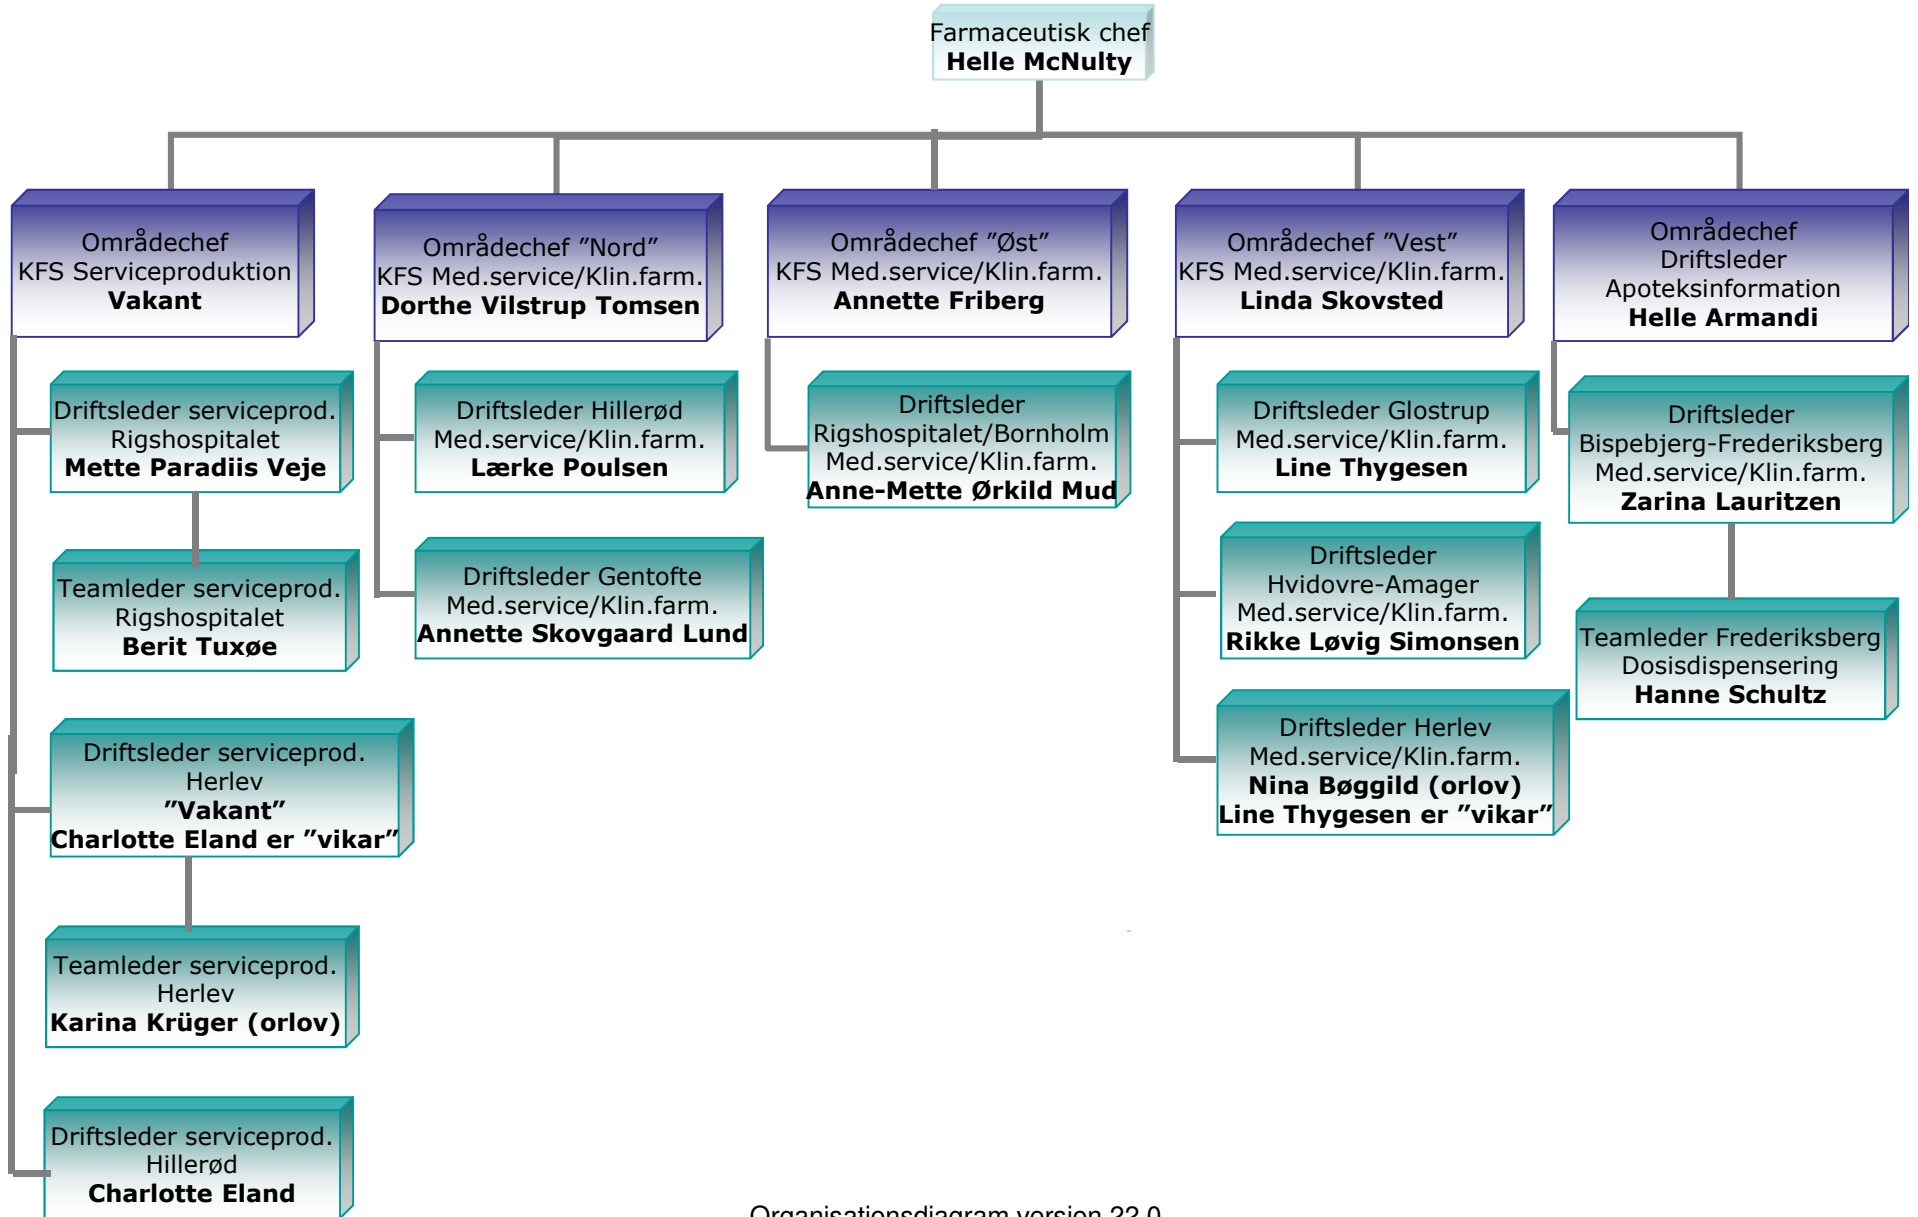 Farmaceutisk chef
Helle McNulty
Områdechef
KFS Serviceproduktion
Vakant
Områdechef ”Nord”
KFS Med.service/Klin.farm.
Dorthe Vilstrup Tomsen
Områdechef ”Øst”
KFS Med.service/Klin.farm.
Annette Friberg
Områdechef ”Vest”
KFS Med.service/Klin.farm.
Linda Skovsted
Områdechef
Driftsleder
Apoteksinformation
Helle Armandi
Driftsleder serviceprod.
Rigshospitalet
Mette Paradiis Veje
Teamleder serviceprod.
Rigshospitalet
Berit Tuxøe
Driftsleder serviceprod.
Herlev
”Vakant”
Charlotte Eland er ”vikar”
Teamleder serviceprod.
Herlev
Karina Krüger (orlov)
Driftsleder serviceprod.
Hillerød
Charlotte Eland
Driftsleder Hillerød
Med.service/Klin.farm.
Lærke Poulsen
Driftsleder Gentofte
Med.service/Klin.farm.
Annette Skovgaard Lund
Driftsleder
Rigshospitalet/Bornholm
Med.service/Klin.farm.
Anne-Mette Ørkild Mud
Driftsleder Glostrup
Med.service/Klin.farm.
Line Thygesen
Driftsleder
Hvidovre-Amager
Med.service/Klin.farm.
Rikke Løvig Simonsen
Driftsleder Herlev
Med.service/Klin.farm.
Nina Bøggild (orlov)
Line Thygesen er ”vikar”
Driftsleder
Bispebjerg-Frederiksberg
Med.service/Klin.farm.
Zarina Lauritzen
Teamleder Frederiksberg
Dosisdispensering
Hanne Schultz
Organisationsdiagram version 22.0